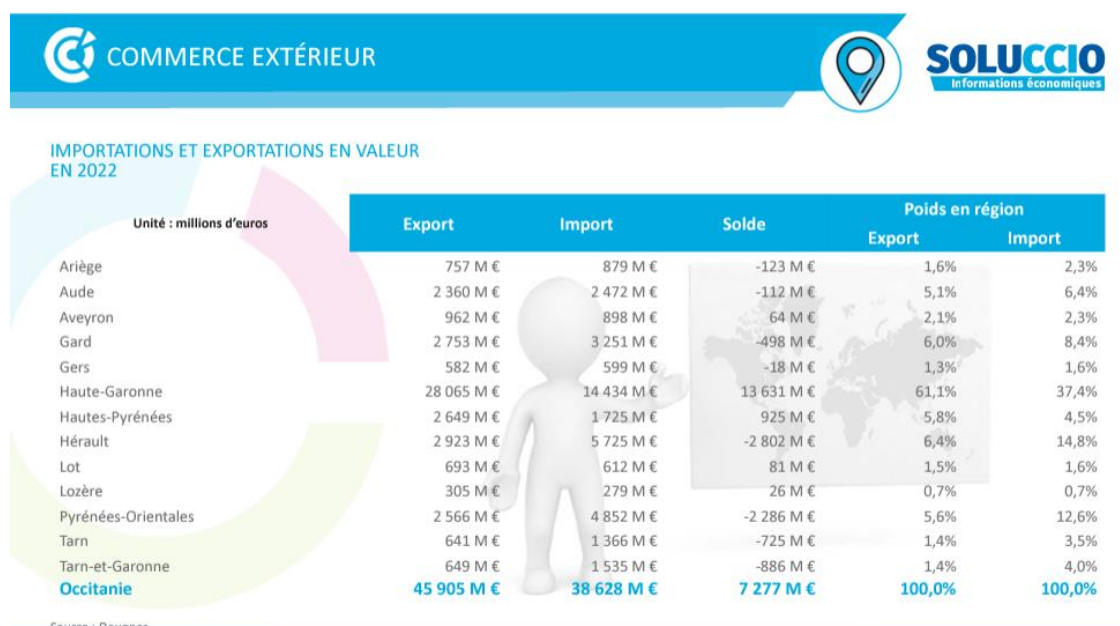 COMMERCE EXTÉRIEUR
SOLUCCIO
Informations économiques
IMPORTATIONS ET EXPORTATIONS EN VALEUR
EN 2022
Unité : millions d'euros Export Import Solde Poids en région
Export Import
Ariège 757 M € 879 M € -123 M € 1,6% 2,3%
Aude 2 360 M € 2 472 M € -112 M € 5,1% 6,4%
Aveyron 962 M € 898 M € 64 M € 2,1% 2,3%
Gard 2 753 M € 3 251 M € -498 M € 6,0% 8,4%
Gers 582 M € 599 M € -18 M € 1,3% 1,6%
Haute-Garonne 28 065 M € 14 434 M € 13 631 M € 61,1% 37,4%
Hautes-Pyrénées 2 649 M € 1 725 M € 925 M € 5,8% 4,5%
Hérault 2 923 M € 5 725 M € -2 802 M € 6,4% 14,8%
Lot 693 M € 612 M € 81 M € 1,5% 1,6%
Lozère 305 M € 279 M € 26 M € 0,7% 0,7%
Pyrénées-Orientales 2 566 M € 4 852 M € -2 286 M € 5,6% 12,6%
Tarn 641 M € 1 366 M € -725 M € 1,4% 3,5%
Tarn-et-Garonne 649 M € 1 535 M € -886 M € 1,4% 4,0%
Occitanie 45 905 M € 38 628 M € 7 277 M € 100,0% 100,0%